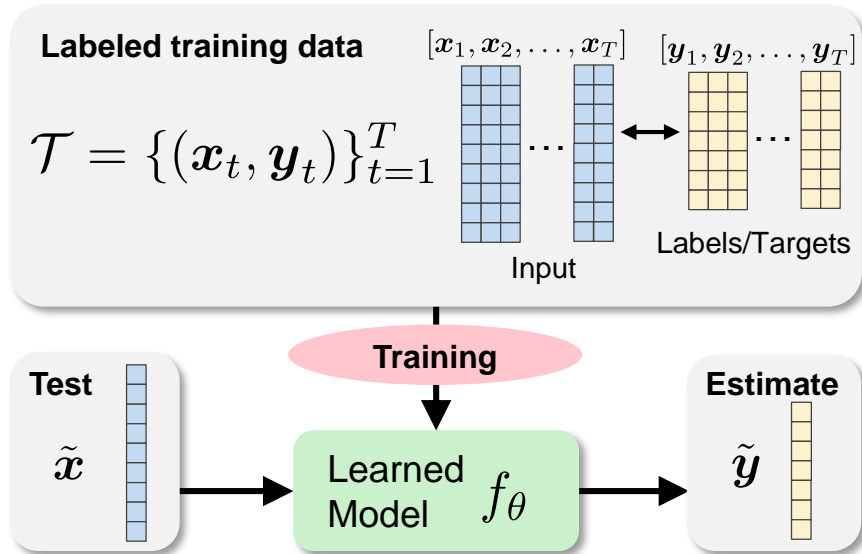 Labeled training data
[x₁, x₂, . . . , x_T]
[y₁, y₂, . . . , y_T]
𝒯 = {(x_t, y_t)}_{t=1}^T
...
...
Input
Labels/Targets
Training
Test
Estimate
x̃
Learned
Model
f_θ
ỹ